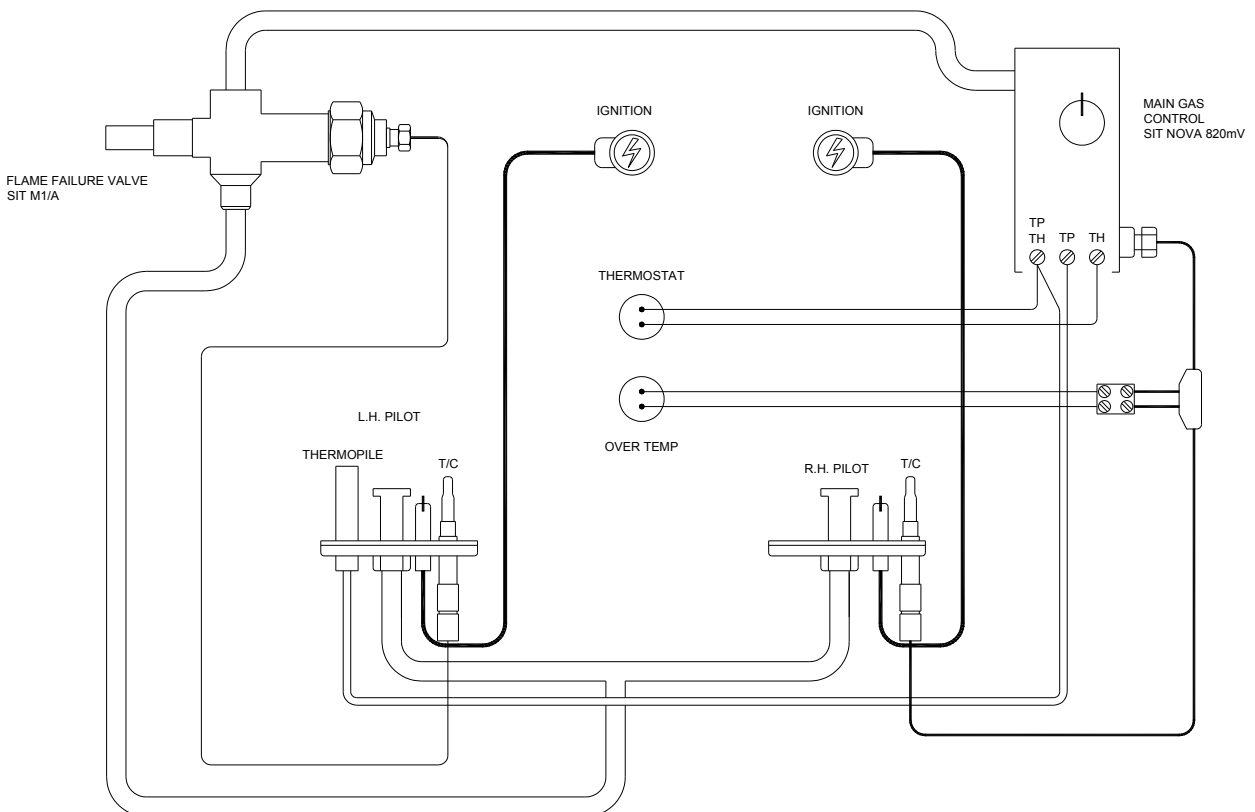 IGNITION
IGNITION
MAIN GAS
CONTROL
SIT NOVA 820mV
FLAME FAILURE VALVE
SIT M1/A
TP
TH
TP
TH
THERMOSTAT
L.H. PILOT
OVER TEMP
THERMOPILE
T/C
R.H. PILOT
T/C